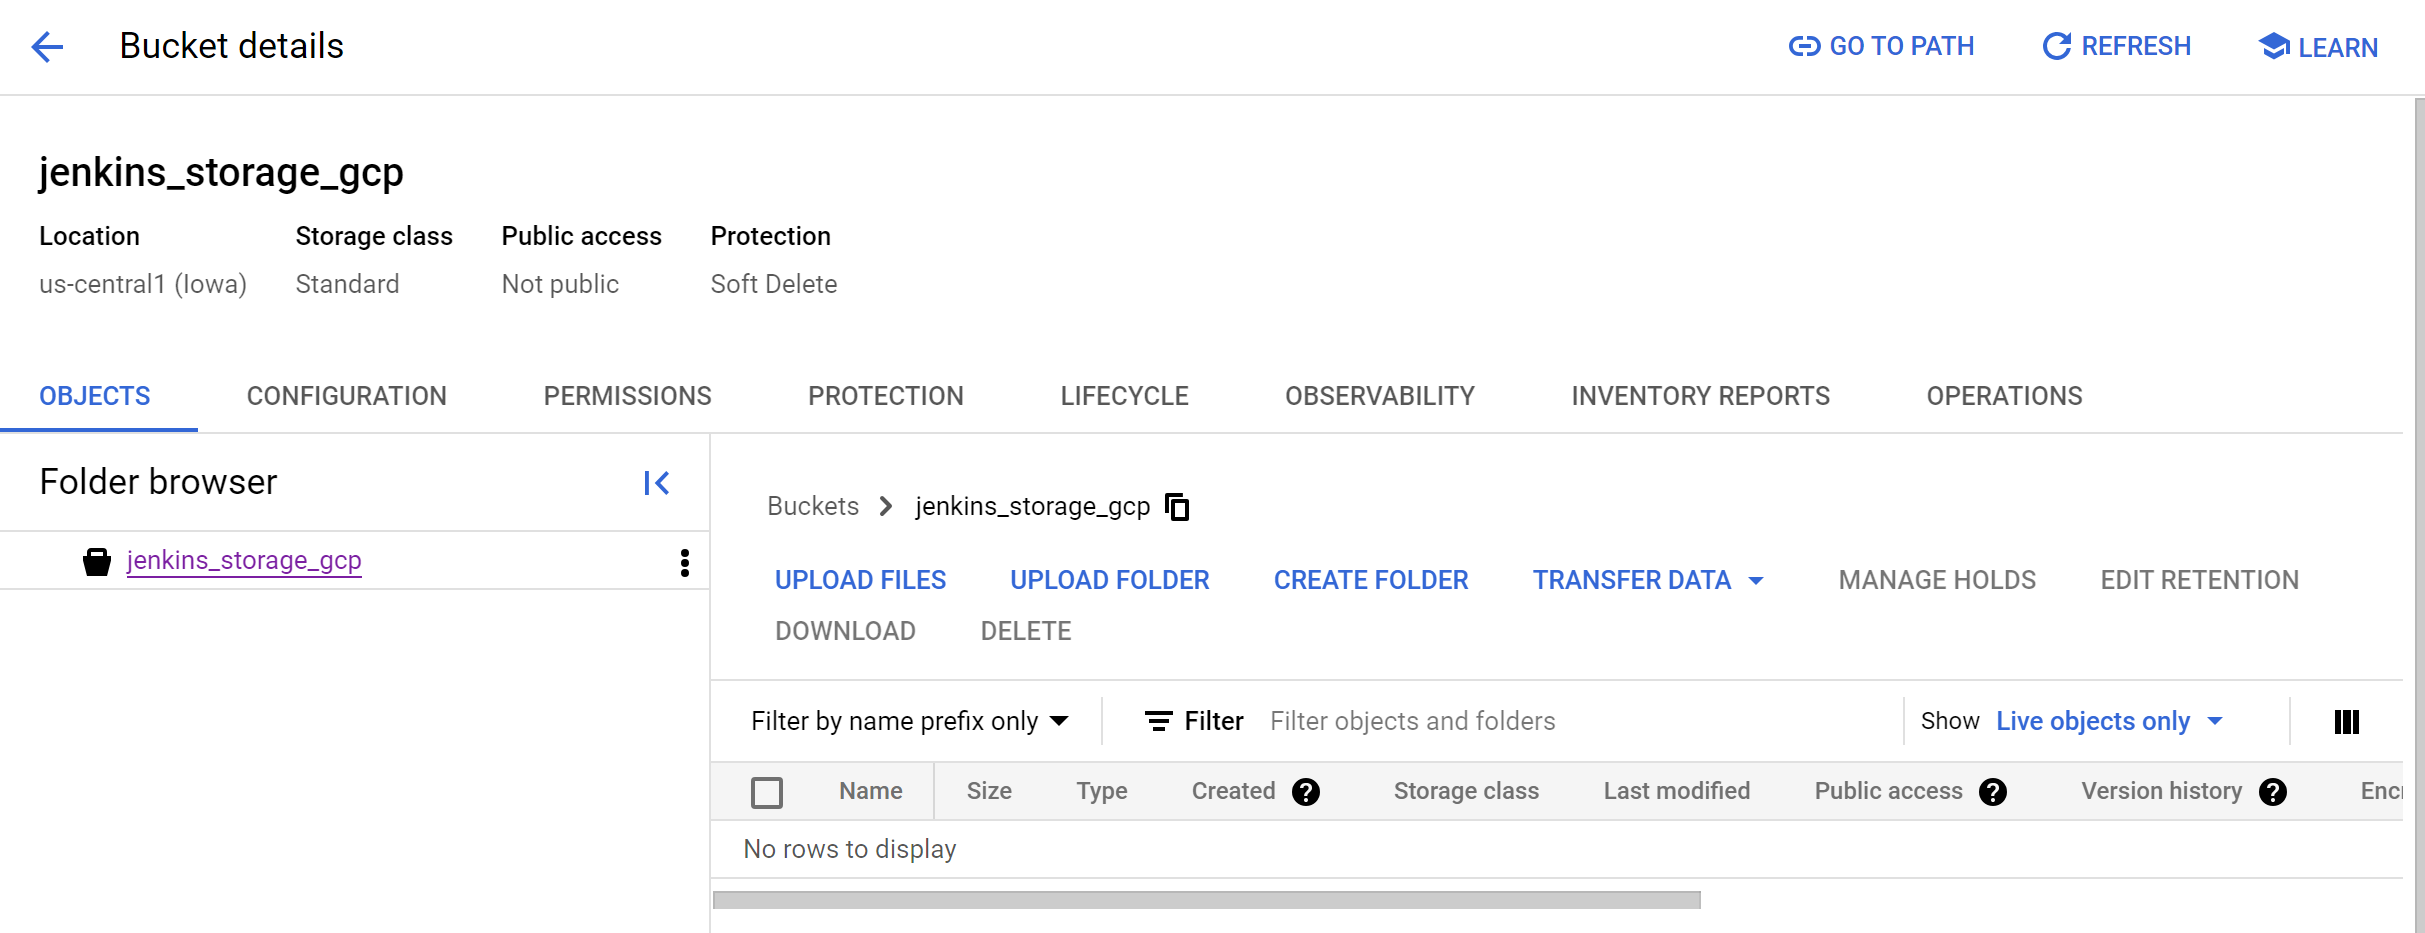 Bucket details
GO TO PATH
REFRESH
LEARN
jenkins_storage_gcp
Location Storage class Public access Protection
us-central1 (Iowa) Standard Not public Soft Delete
OBJECTS CONFIGURATION PERMISSIONS PROTECTION LIFECYCLE OBSERVABILITY INVENTORY REPORTS OPERATIONS
Folder browser
jenkins_storage_gcp
Buckets jenkins_storage_gcp
UPLOAD FILES UPLOAD FOLDER CREATE FOLDER TRANSFER DATA MANAGE HOLDS EDIT RETENTION
DOWNLOAD DELETE
Filter by name prefix only Filter Filter objects and folders Show Live objects only
Name Size Type Created ? Storage class Last modified Public access ? Version history ?
No rows to display